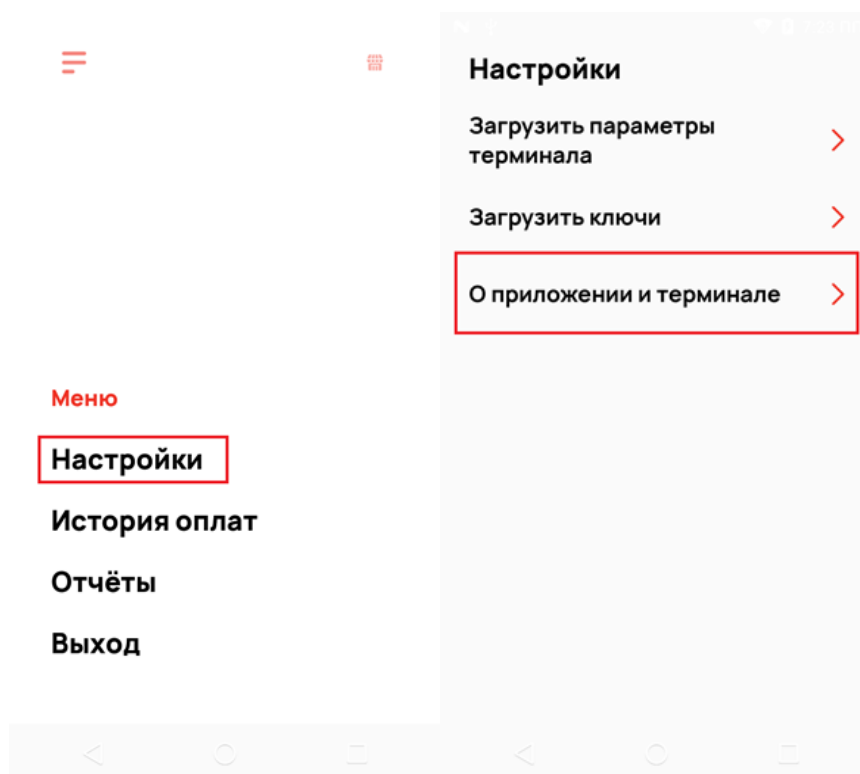 Меню
Настройки
История оплат
Отчёты
Выход
Настройки
Загрузить параметры
терминала
Загрузить ключи
О приложении и терминале